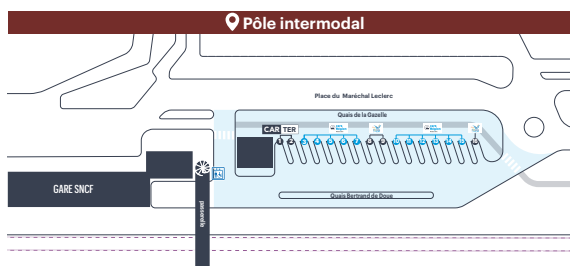 Pôle intermodal
Place du Maréchal Leclerc
Quais de la Gazelle
CAR TER
GARE SNCF
passerelle
Quais Bertrand de Doue